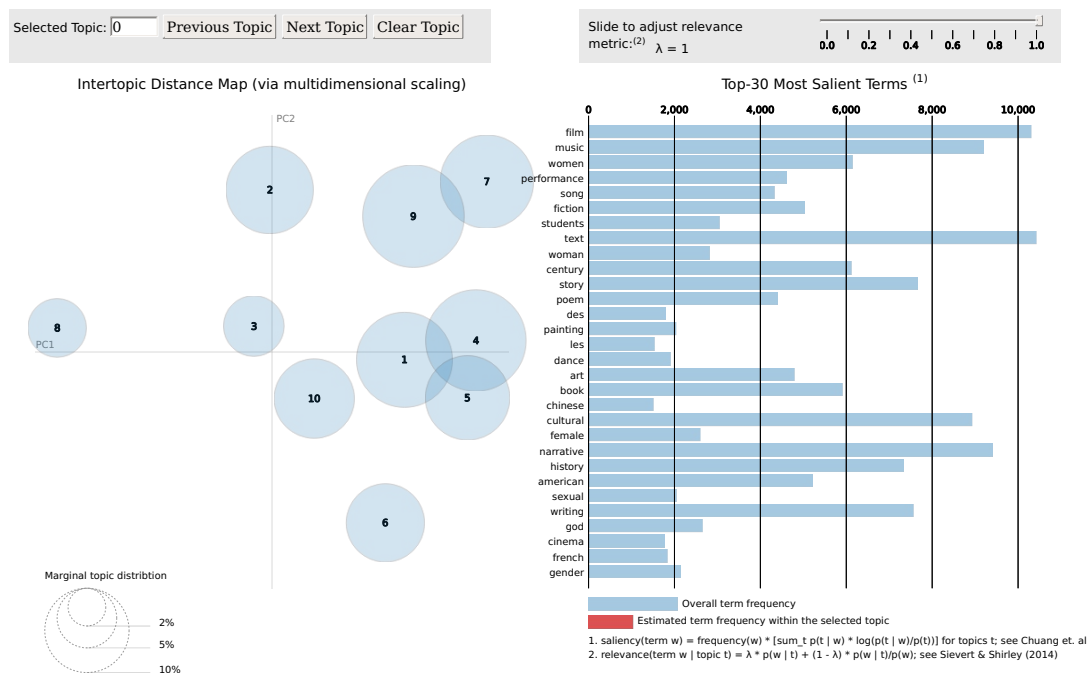 Selected Topic: 0 Previous Topic Next Topic Clear Topic
Slide to adjust relevance
metric:(2) λ = 1
0.0 0.2 0.4 0.6 0.8 1.0
Intertopic Distance Map (via multidimensional scaling)
PC2
PC1
2
7
9
8
3
4
1
10
5
6
Marginal topic distribtion
2%
5%
10%
Top-30 Most Salient Terms (1)
0 2,000 4,000 6,000 8,000 10,000
film
music
women
performance
song
fiction
students
text
woman
century
story
poem
des
painting
les
dance
art
book
chinese
cultural
female
narrative
history
american
sexual
writing
god
cinema
french
gender
Overall term frequency
Estimated term frequency within the selected topic
1. saliency(term w) = frequency(w) * [sum_t p(t | w) * log(p(t | w)/p(t))] for topics t; see Chuang et. al
2. relevance(term w | topic t) = λ * p(w | t) + (1 - λ) * p(w | t)/p(w); see Sievert & Shirley (2014)